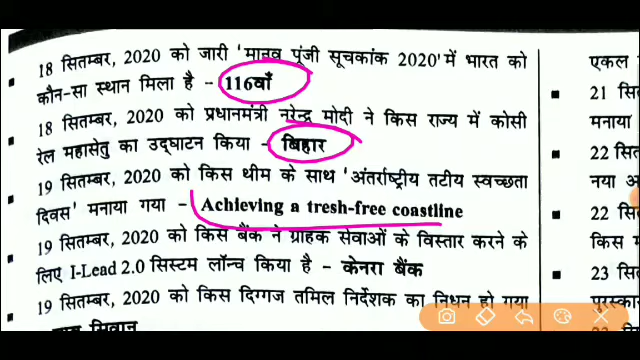 18 सितम्बर, 2020 को जारी 'मानव पूंजी सूचकांक 2020' में भारत को
कौन-सा स्थान मिला है – 116वाँ
18 सितम्बर, 2020 को प्रधानमंत्री नरेन्द्र मोदी ने किस राज्य में कोसी
रेल महासेतु का उद्घाटन किया – बिहार
19 सितम्बर, 2020 को किस थीम के साथ 'अंतर्राष्ट्रीय तटीय स्वच्छता
दिवस' मनाया गया – Achieving a tresh-free coastline
19 सितम्बर, 2020 को किस बैंक ने ग्राहक सेवाओं के विस्तार करने के
लिए I-Lead 2.0 सिस्टम लॉन्च किया है – केनरा बैंक
19 सितम्बर, 2020 को किस दिग्गज तमिल निर्देशक का निधन हो गया
एकल
21 सित
मनाया
22 सित
नया अ
22 सित
किस म
23 सित
पुरस्का